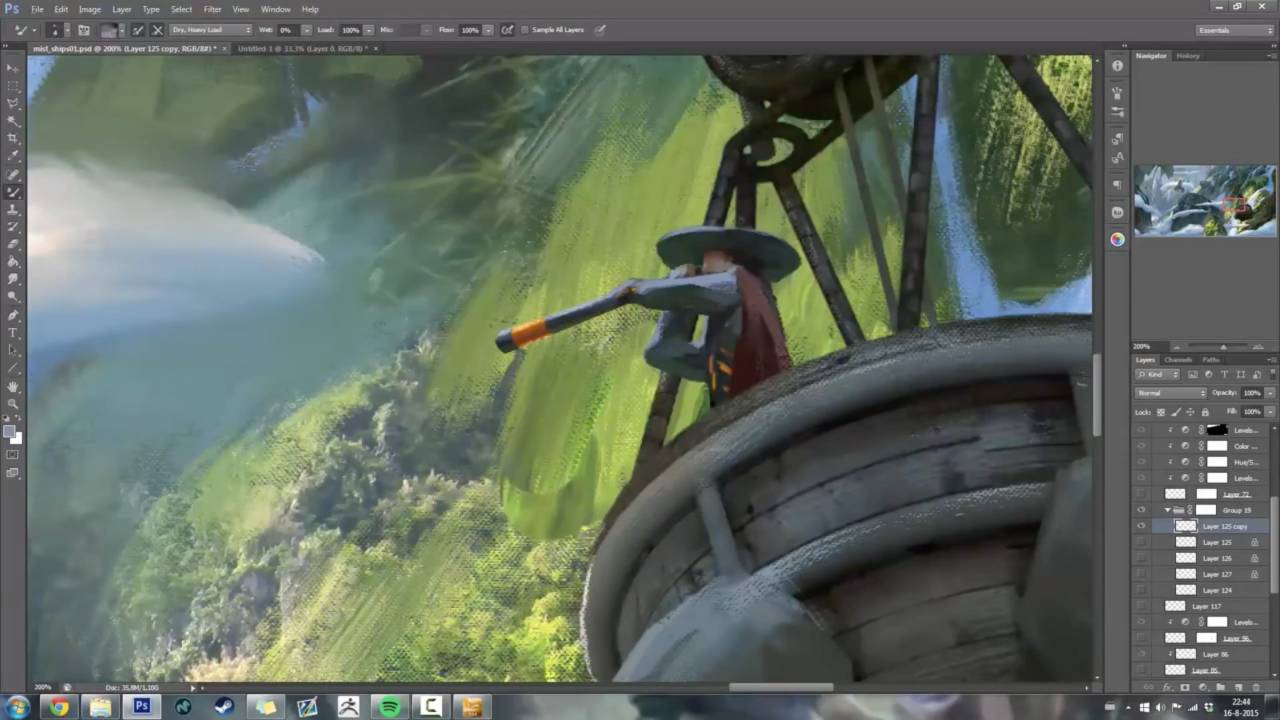 Ps File Edit Image Layer Type Select Filter View Window Help
Dry, Heavy Load Wet: 0% Load: 100% Mix: Flow: 100% Sample All Layers Essentials
mist_ships01.psd @ 200% (Layer 125 copy, RGB/8#) * × Untitled-1 @ 33,3% (Layer 0, RGB/8) * ×
Navigator History
200%
Layers Channels Paths
Kind
Normal Opacity: 100%
Lock: Fill: 100%
Levels...
Color ...
Hue/S...
Levels...
Layer 72
Group 19
Layer 125 copy
Layer 125
Layer 126
Layer 127
Layer 124
Layer 117
Levels...
Layer 96
Layer 86
Layer 85
200% Doc: 35,8M/1,10G
Ps
22:44
16-8-2015